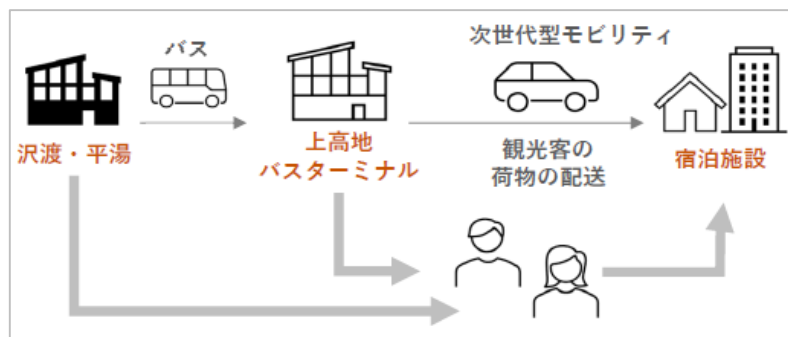 バス
次世代型モビリティ
沢渡・平湯
上高地
バスターミナル
観光客の
荷物の配送
宿泊施設